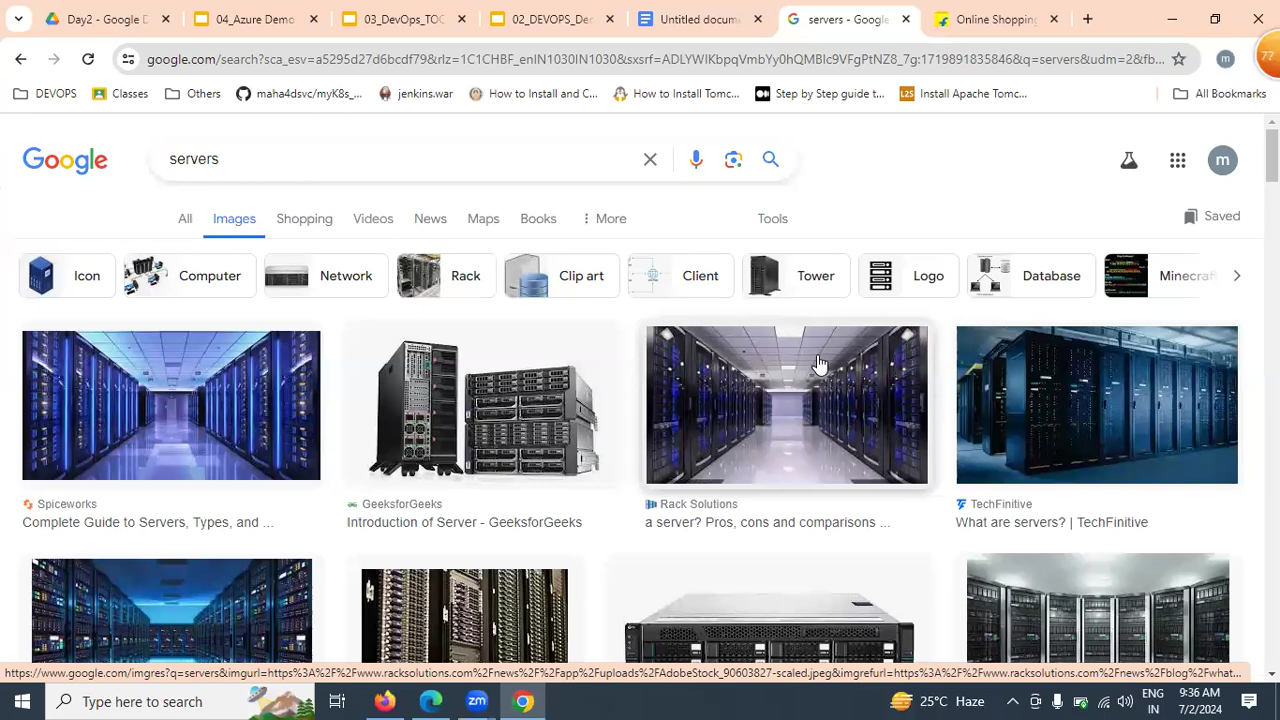 Day2 - Google D
04_Azure Demo
03_DevOps_TOC
02_DEVOPS_De
Untitled docum
servers - Google
Online Shopping
google.com/search?sca_esv=a5295d27d6bcdf79&rlz=1C1CHBF_enIN1030IN1030&sxsrf=ADLYWIKbpqVmbYy0hQMBIc9VFgPtNZ8_7g:1719891835846&q=servers&udm=2&fb...
m
77
DEVOPS
Classes
Others
maha4dsvc/myK8s_...
jenkins.war
How to Install and C...
How to Install Tomc...
Step by Step guide t...
L2S
Install Apache Tomc...
All Bookmarks
Google
servers
m
All
Images
Shopping
Videos
News
Maps
Books
More
Tools
Saved
Icon
Computer
Network
Rack
Clip art
Client
Tower
Logo
Database
Minecraf
Spiceworks
Complete Guide to Servers, Types, and ...
GeeksforGeeks
Introduction of Server - GeeksforGeeks
Rack Solutions
a server? Pros, cons and comparisons ...
TechFinitive
What are servers? | TechFinitive
https://www.google.com/imgres?q=servers&imgurl=https%3A%2F%2Fwww.racksolutions.com%2Fnews%2F%2Fapp%2Fuploads%2FAdobeStock_90603827-scaled.jpeg&imgrefurl=https%3A%2F%2Fwww.racksolutions.com%2Fnews%2Fblog%2Fwhat...
Type here to search
zm
25°C Haze
ENG
IN
9:36 AM
7/2/2024